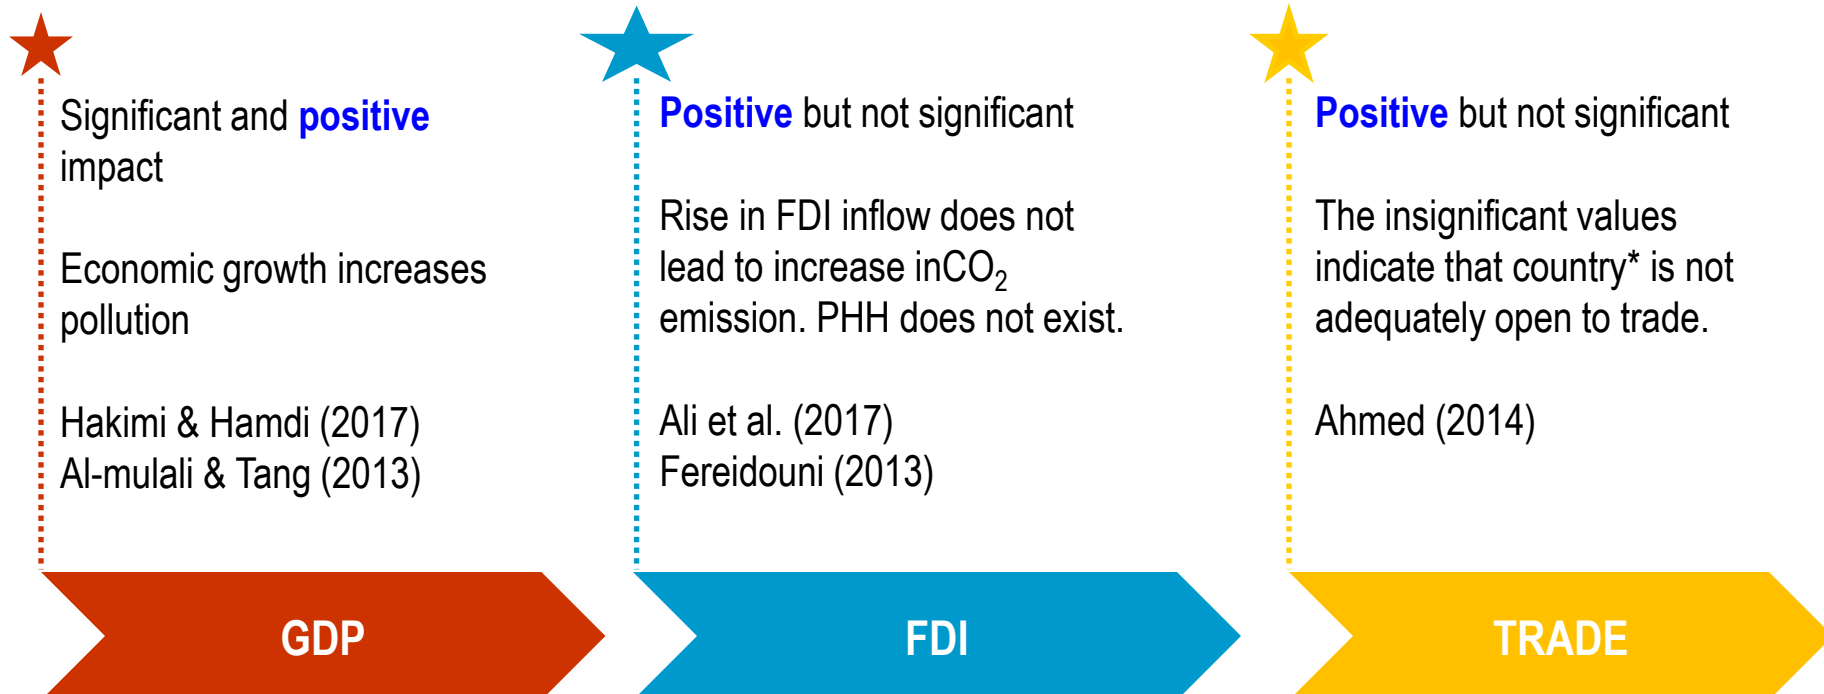 Significant and positive
impact
Economic growth increases
pollution
Hakimi & Hamdi (2017)
Al-mulali & Tang (2013)
GDP
Positive but not significant
Rise in FDI inflow does not
lead to increase inCO₂
emission. PHH does not exist.
Ali et al. (2017)
Fereidouni (2013)
FDI
Positive but not significant
The insignificant values
indicate that country* is not
adequately open to trade.
Ahmed (2014)
TRADE